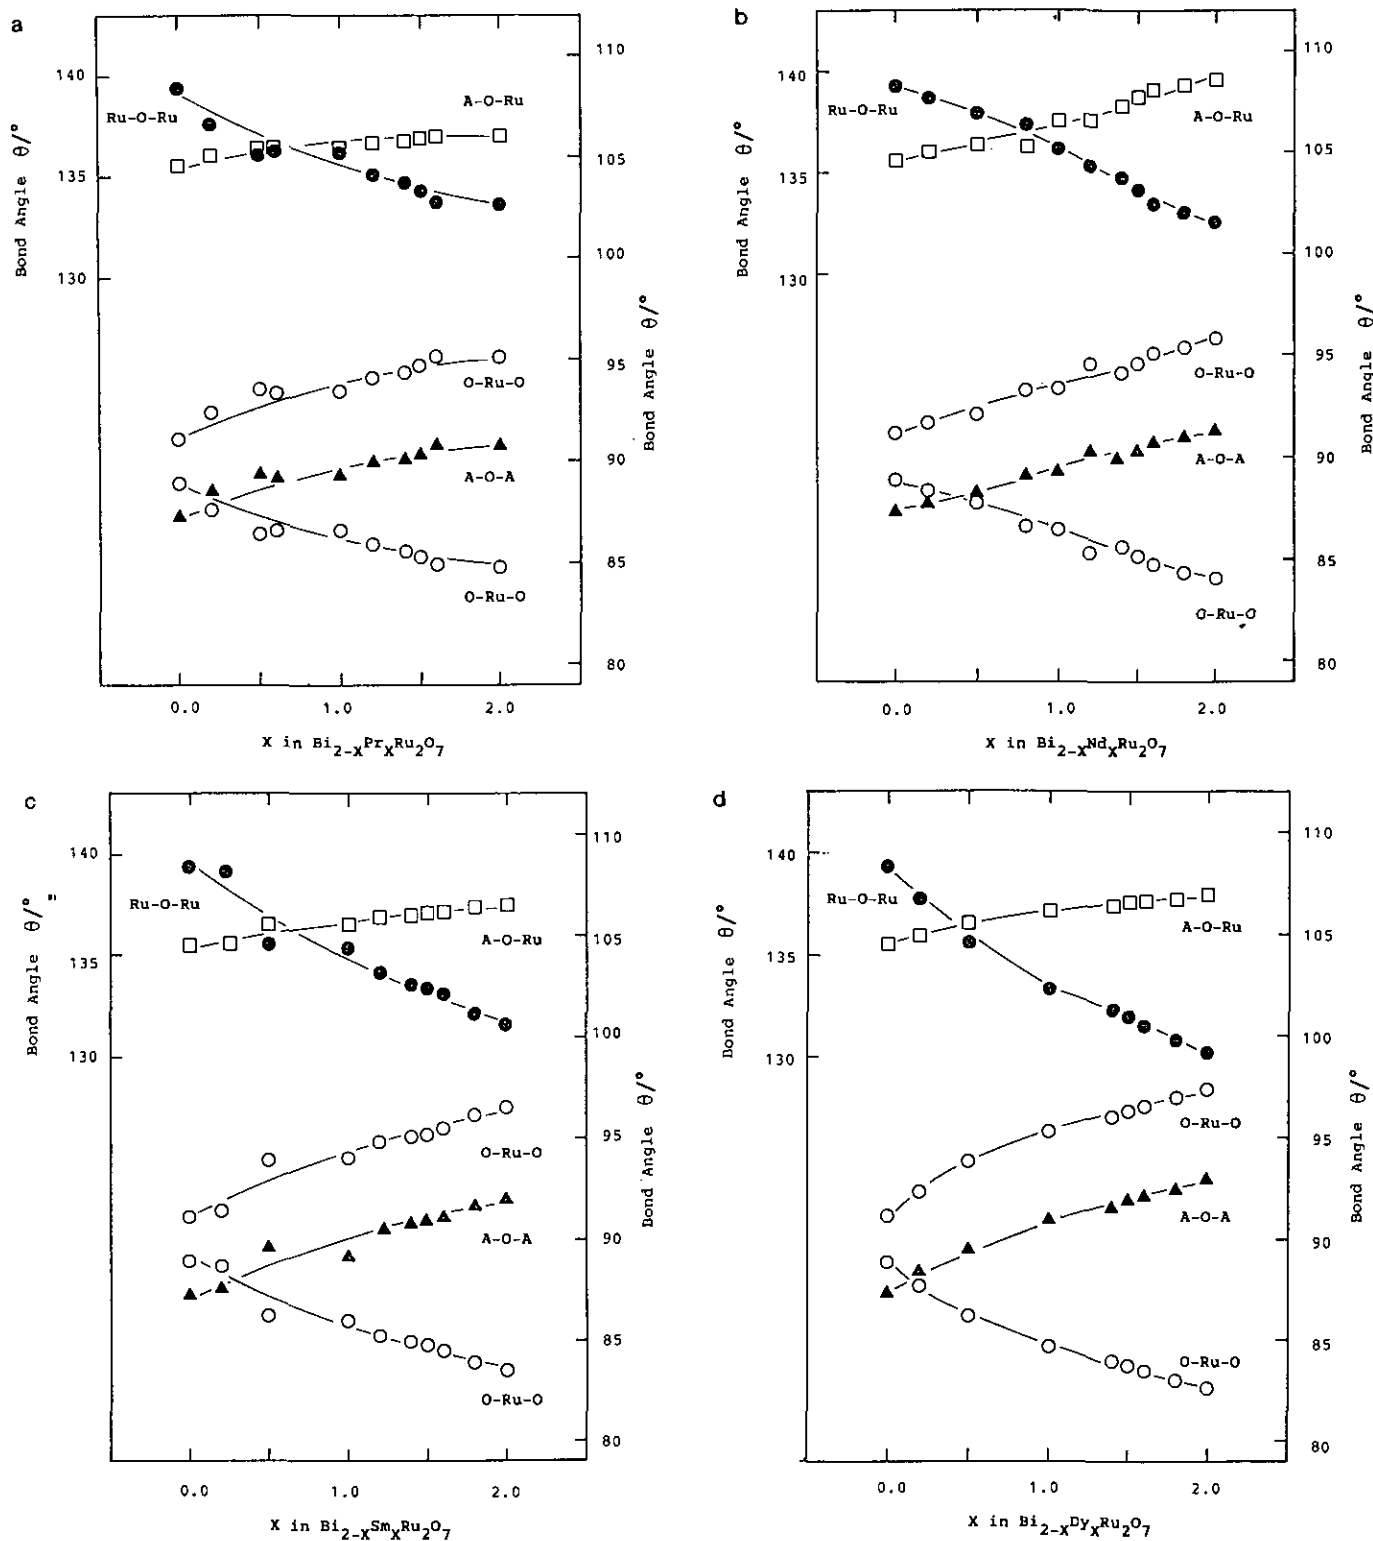 a
140
135
130
Bond Angle θ/°
Ru-O-Ru
A-O-Ru
O-Ru-O
A-O-A
O-Ru-O
110
105
100
95
90
85
80
Bond Angle θ/°
0.0 1.0 2.0
X in Bi2-XPrXRu2O7
b
140
135
130
Bond Angle θ/°
Ru-O-Ru
A-O-Ru
O-Ru-O
A-O-A
O-Ru-O
110
105
100
95
90
85
80
Bond Angle θ/°
0.0 1.0 2.0
X in Bi2-XNdXRu2O7
c
140
135
130
Bond Angle θ/°
Ru-O-Ru
A-O-Ru
O-Ru-O
A-O-A
O-Ru-O
110
105
100
95
90
85
80
Bond Angle θ/°
0.0 1.0 2.0
X in Bi2-XSmXRu2O7
d
140
135
130
Bond Angle θ/°
Ru-O-Ru
A-O-Ru
O-Ru-O
A-O-A
O-Ru-O
110
105
100
95
90
85
80
Bond Angle θ/°
0.0 1.0 2.0
X in Bi2-XDyXRu2O7